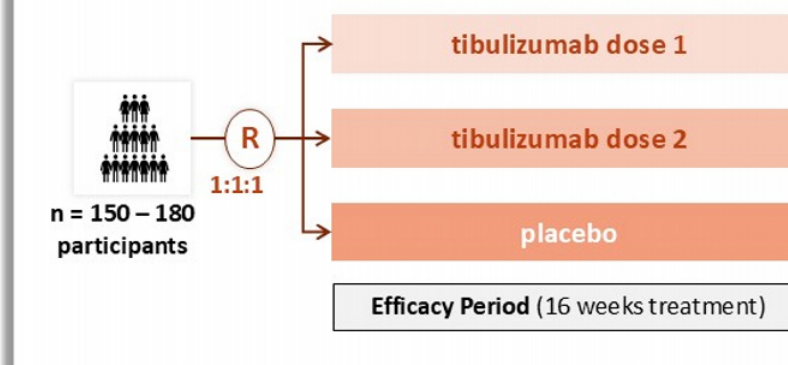 tibulizumab dose 1
tibulizumab dose 2
R
1:1:1
n = 150 – 180
participants
placebo
Efficacy Period (16 weeks treatment)